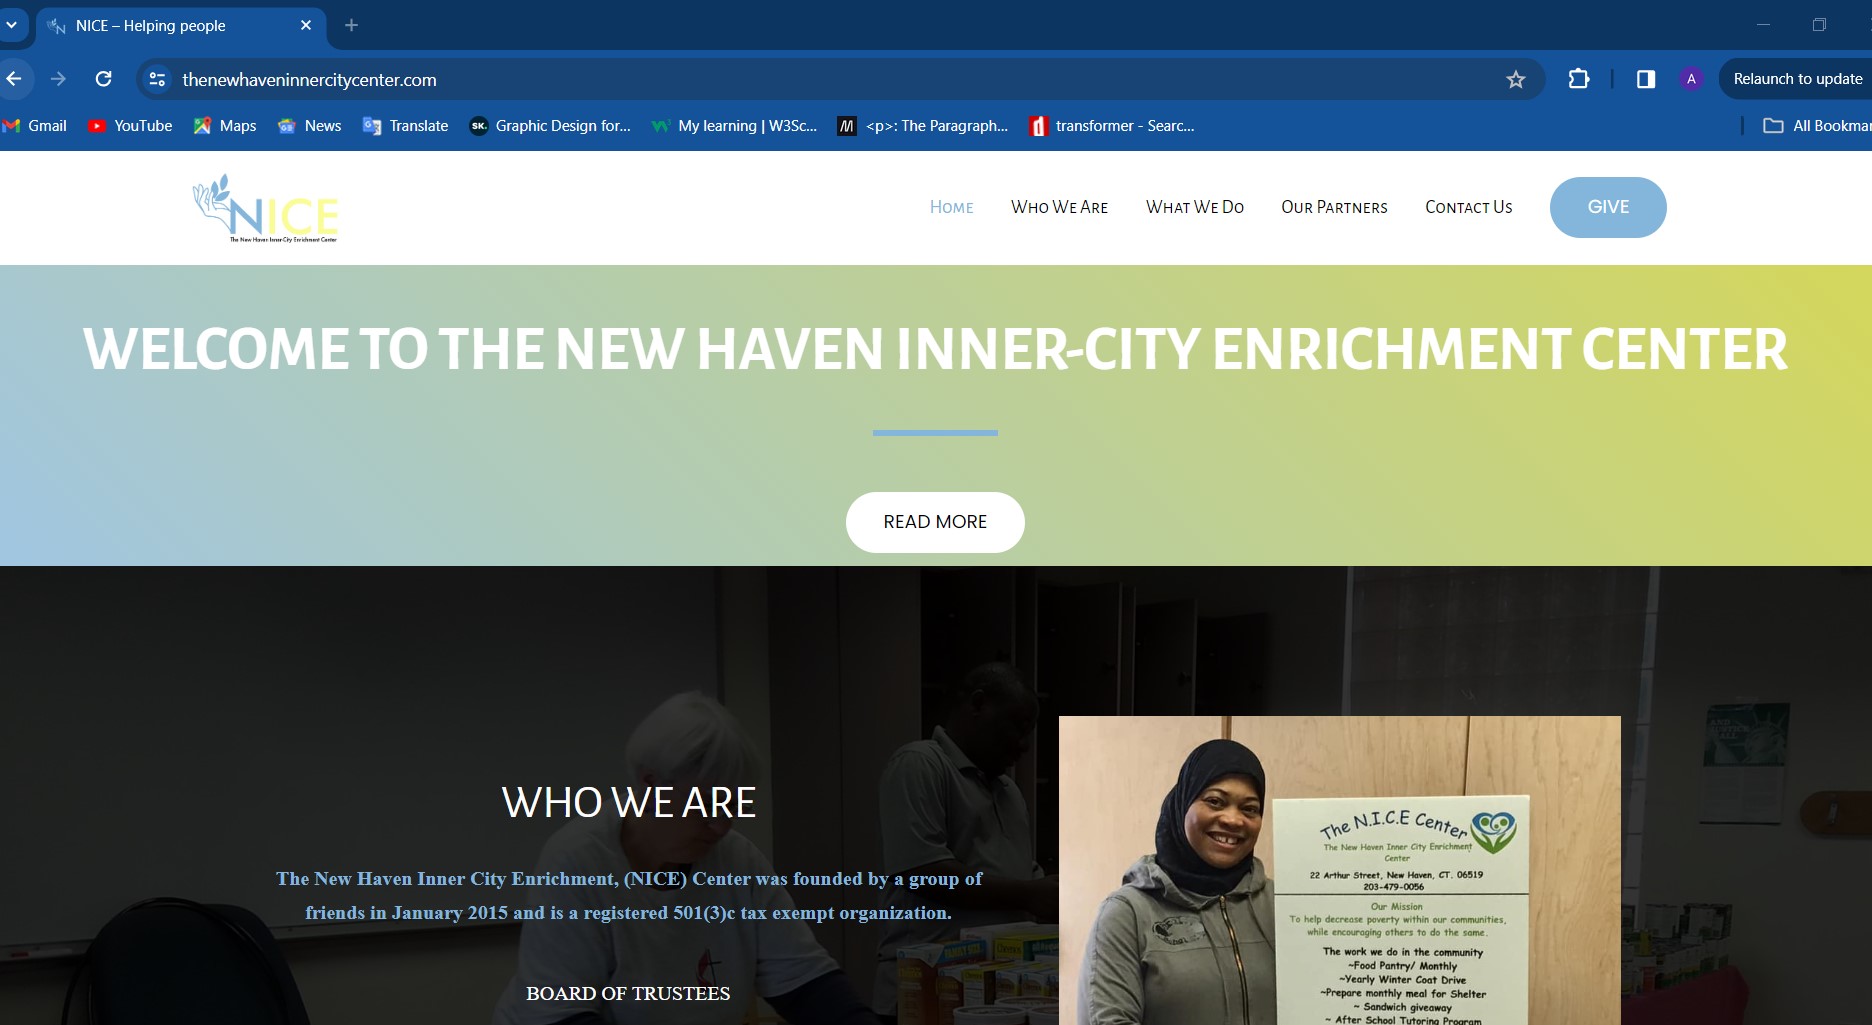 NICE – Helping people
thenewhaveninnercitycenter.com
Relaunch to update
Gmail YouTube Maps News Translate Graphic Design for... My learning | W3Sc... <p>: The Paragraph... transformer - Searc... All Bookmar
NICE
The New Haven Inner-City Enrichment Center
Home Who We Are What We Do Our Partners Contact Us GIVE
WELCOME TO THE NEW HAVEN INNER-CITY ENRICHMENT CENTER
READ MORE
WHO WE ARE
The New Haven Inner City Enrichment, (NICE) Center was founded by a group of
friends in January 2015 and is a registered 501(3)c tax exempt organization.
BOARD OF TRUSTEES
The N.I.C.E Center
The New Haven Inner City Enrichment
Center
22 Arthur Street, New Haven, CT. 06519
203-479-0056
Our Mission
To help decrease poverty within our communities,
while encouraging others to do the same.
The work we do in the community
~Food Pantry/ Monthly
~Yearly Winter Coat Drive
~Prepare monthly meal for Shelter
~ Sandwich giveaway
~ After School Tutoring Program